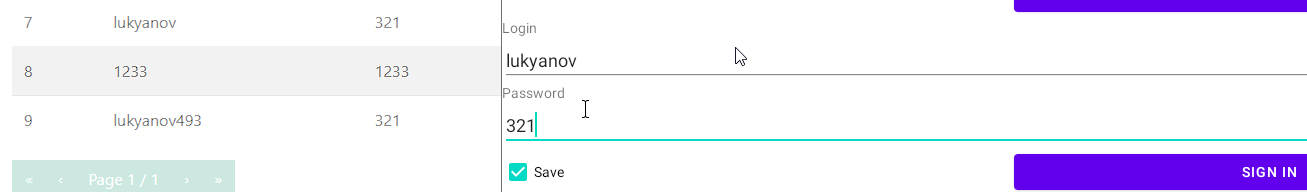 7 lukyanov 321
8 1233 1233
9 lukyanov493 321
« ‹ Page 1 / 1 › »
Login
lukyanov
Password
321
Save
SIGN IN